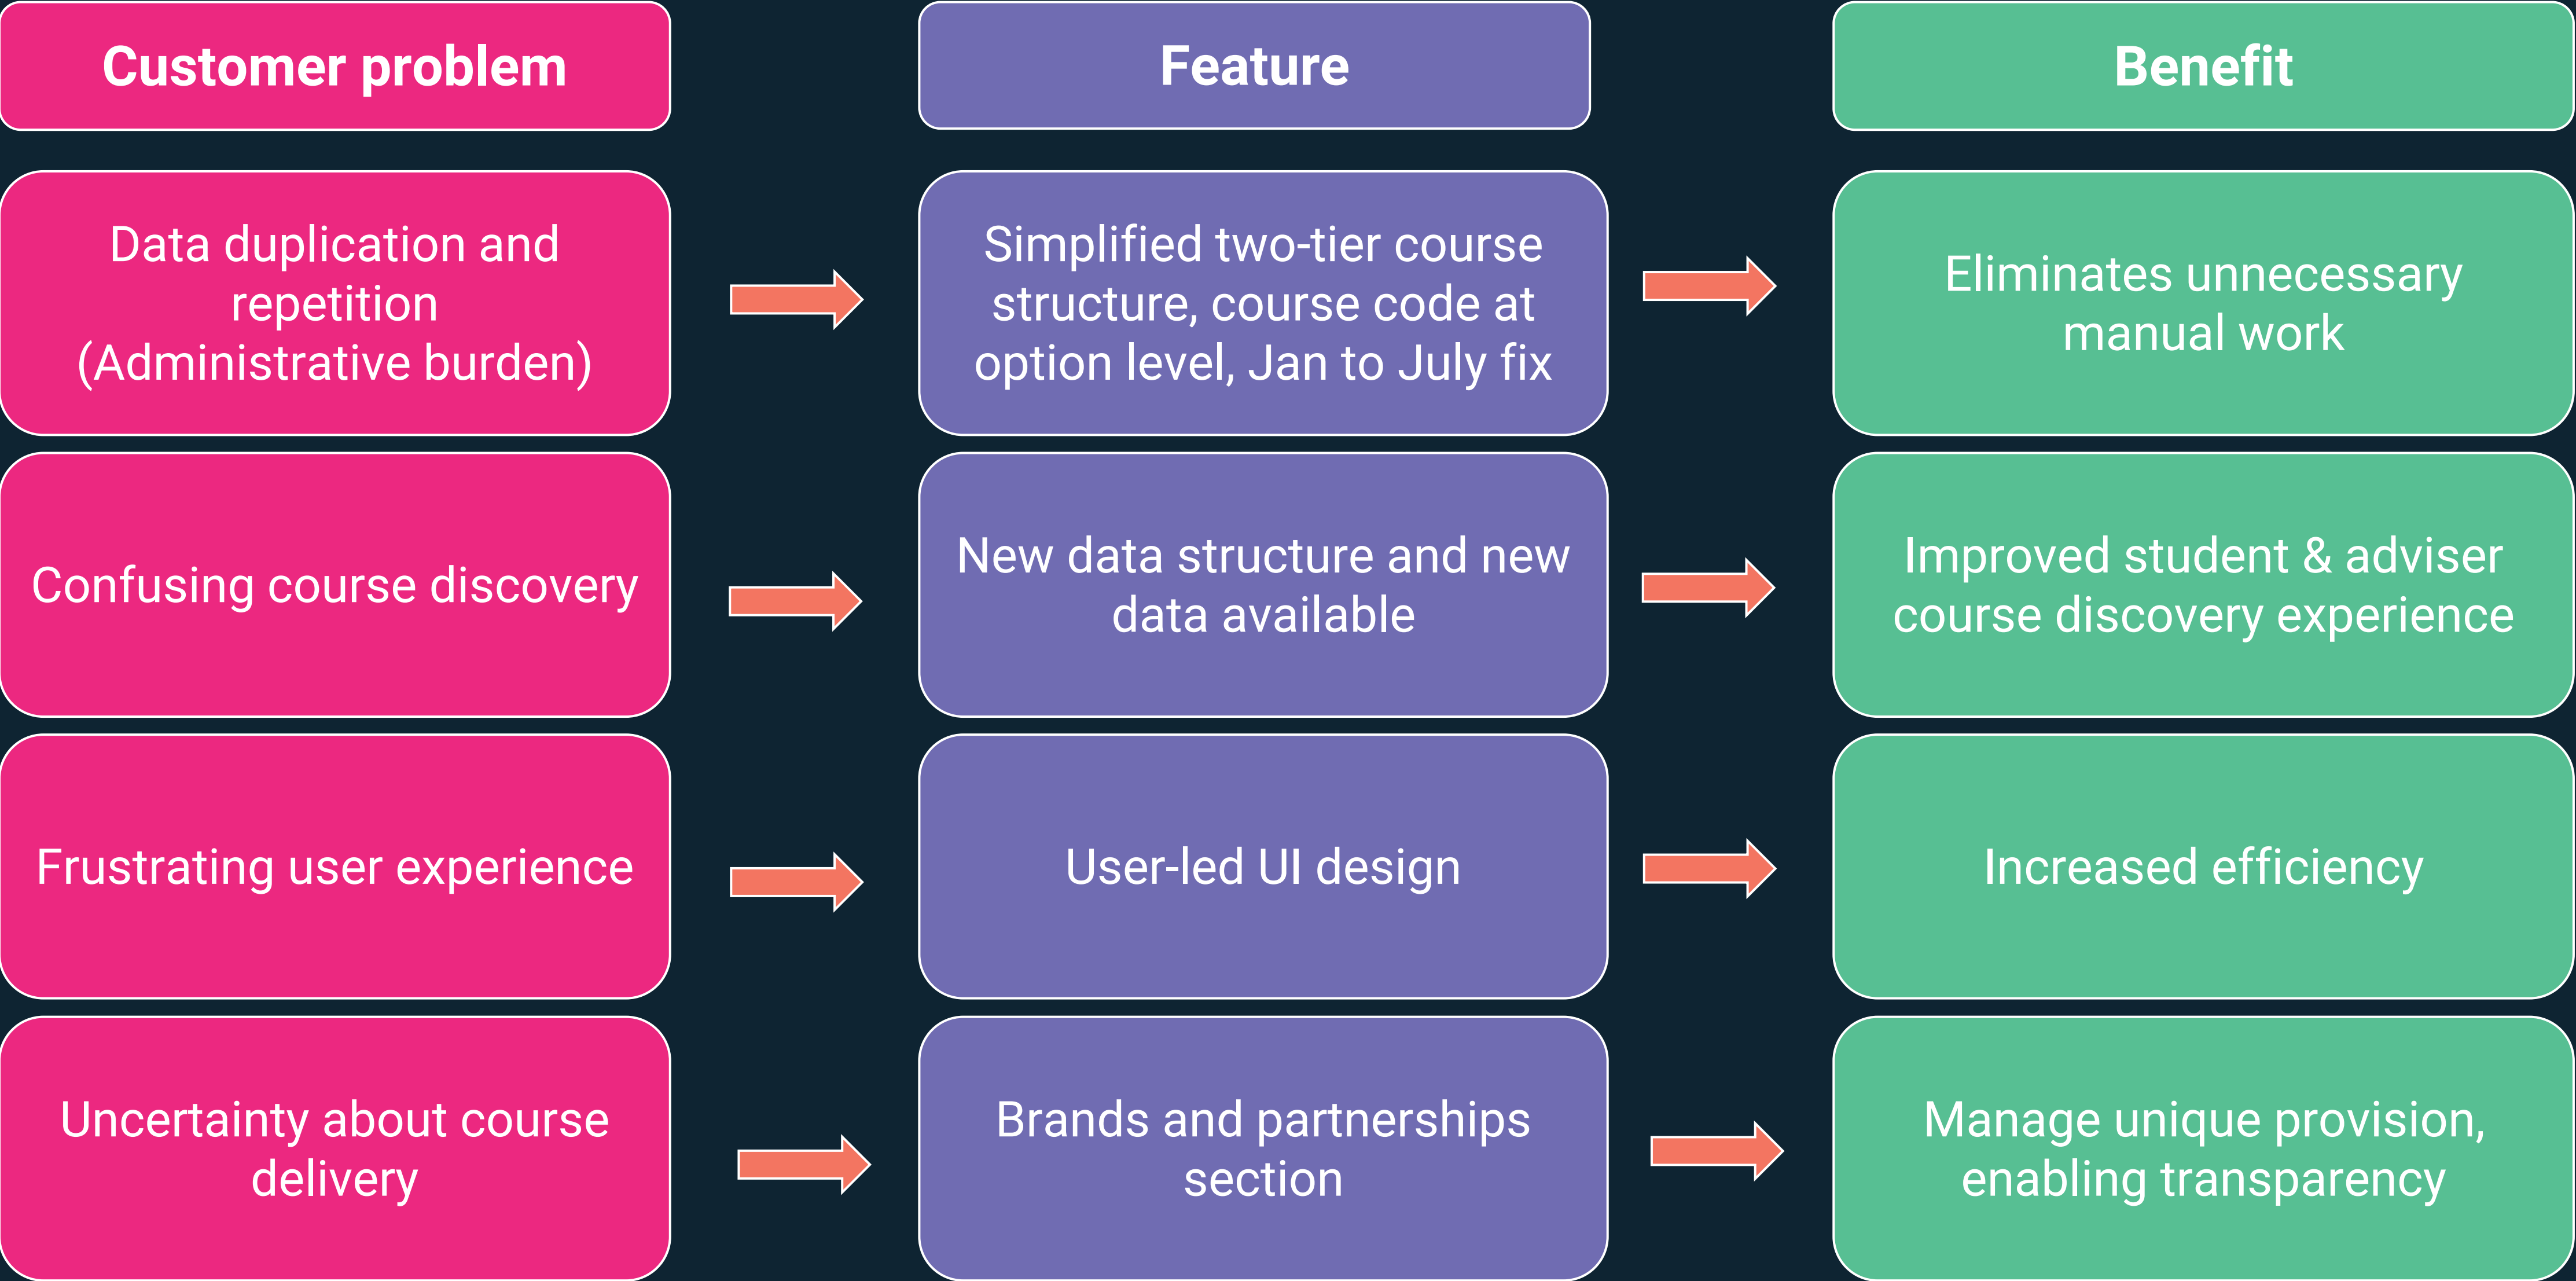 Customer problem
Feature
Benefit
Data duplication and
repetition
(Administrative burden)
Simplified two-tier course
structure, course code at
option level, Jan to July fix
Eliminates unnecessary
manual work
Confusing course discovery
New data structure and new
data available
Improved student & adviser
course discovery experience
Frustrating user experience
User-led UI design
Increased efficiency
Uncertainty about course
delivery
Brands and partnerships
section
Manage unique provision,
enabling transparency